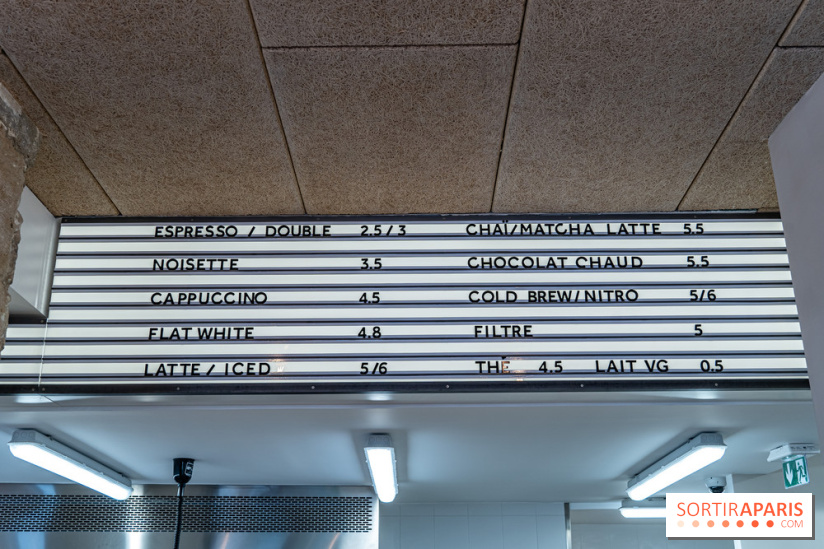 ESPRESSO / DOUBLE 2.5 / 3
NOISETTE 3.5
CAPPUCCINO 4.5
FLAT WHITE 4.8
LATTE / ICED 5/6
CHAÏ/MATCHA LATTE 5.5
CHOCOLAT CHAUD 5.5
COLD BREW/NITRO 5/6
FILTRE 5
THÉ 4.5 LAIT VG 0.5
SORTIRAPARIS
.COM